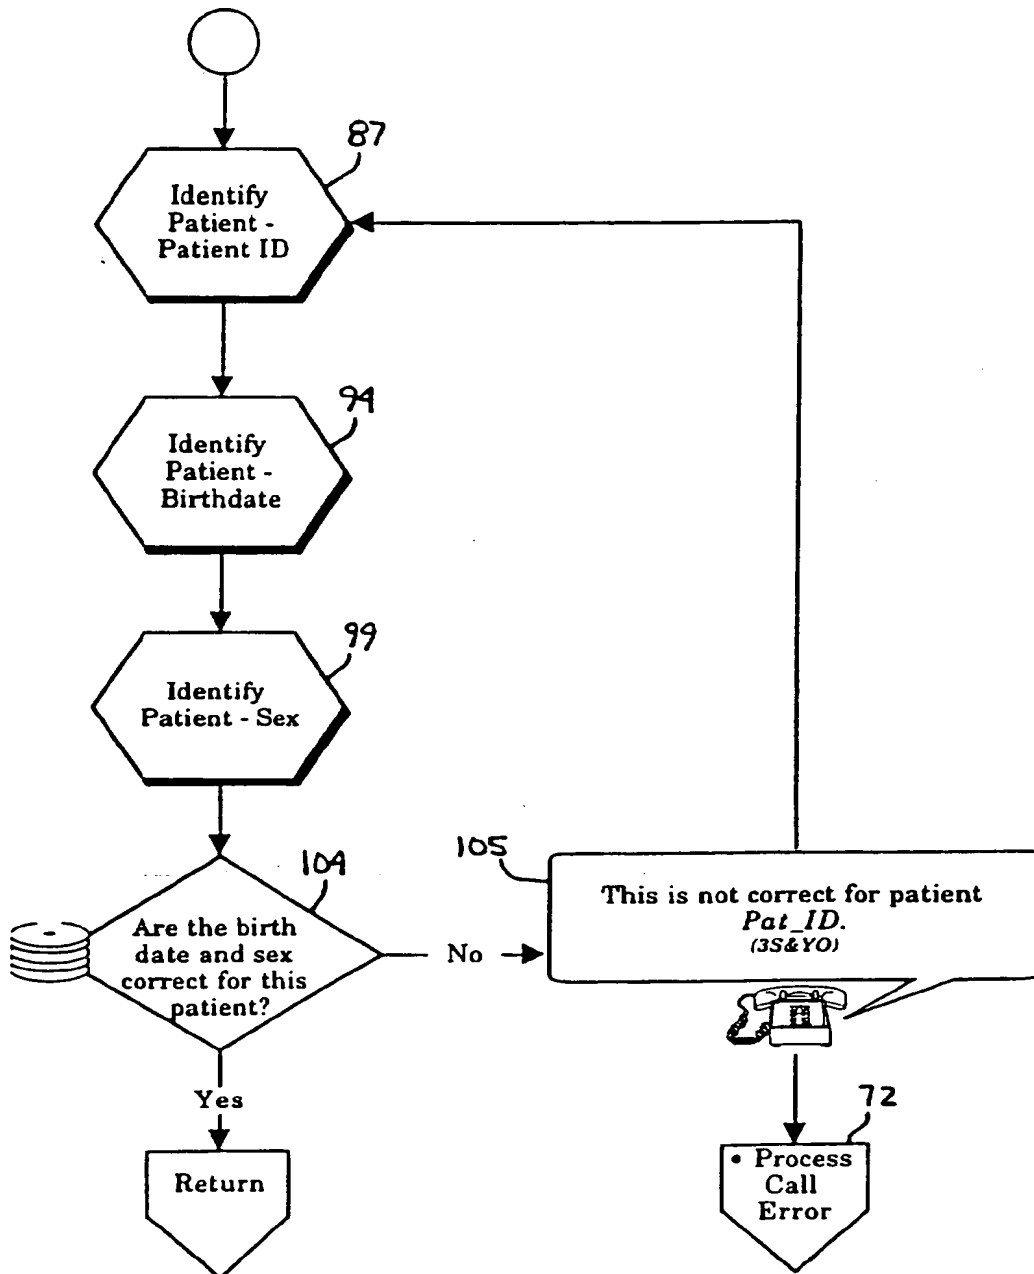 87
Identify
Patient -
Patient ID
94
Identify
Patient -
Birthdate
99
Identify
Patient - Sex
104
Are the birth
date and sex
correct for this
patient?
No
105
This is not correct for patient
Pat_ID.
(3S&YO)
Yes
Return
72
• Process
Call
Error